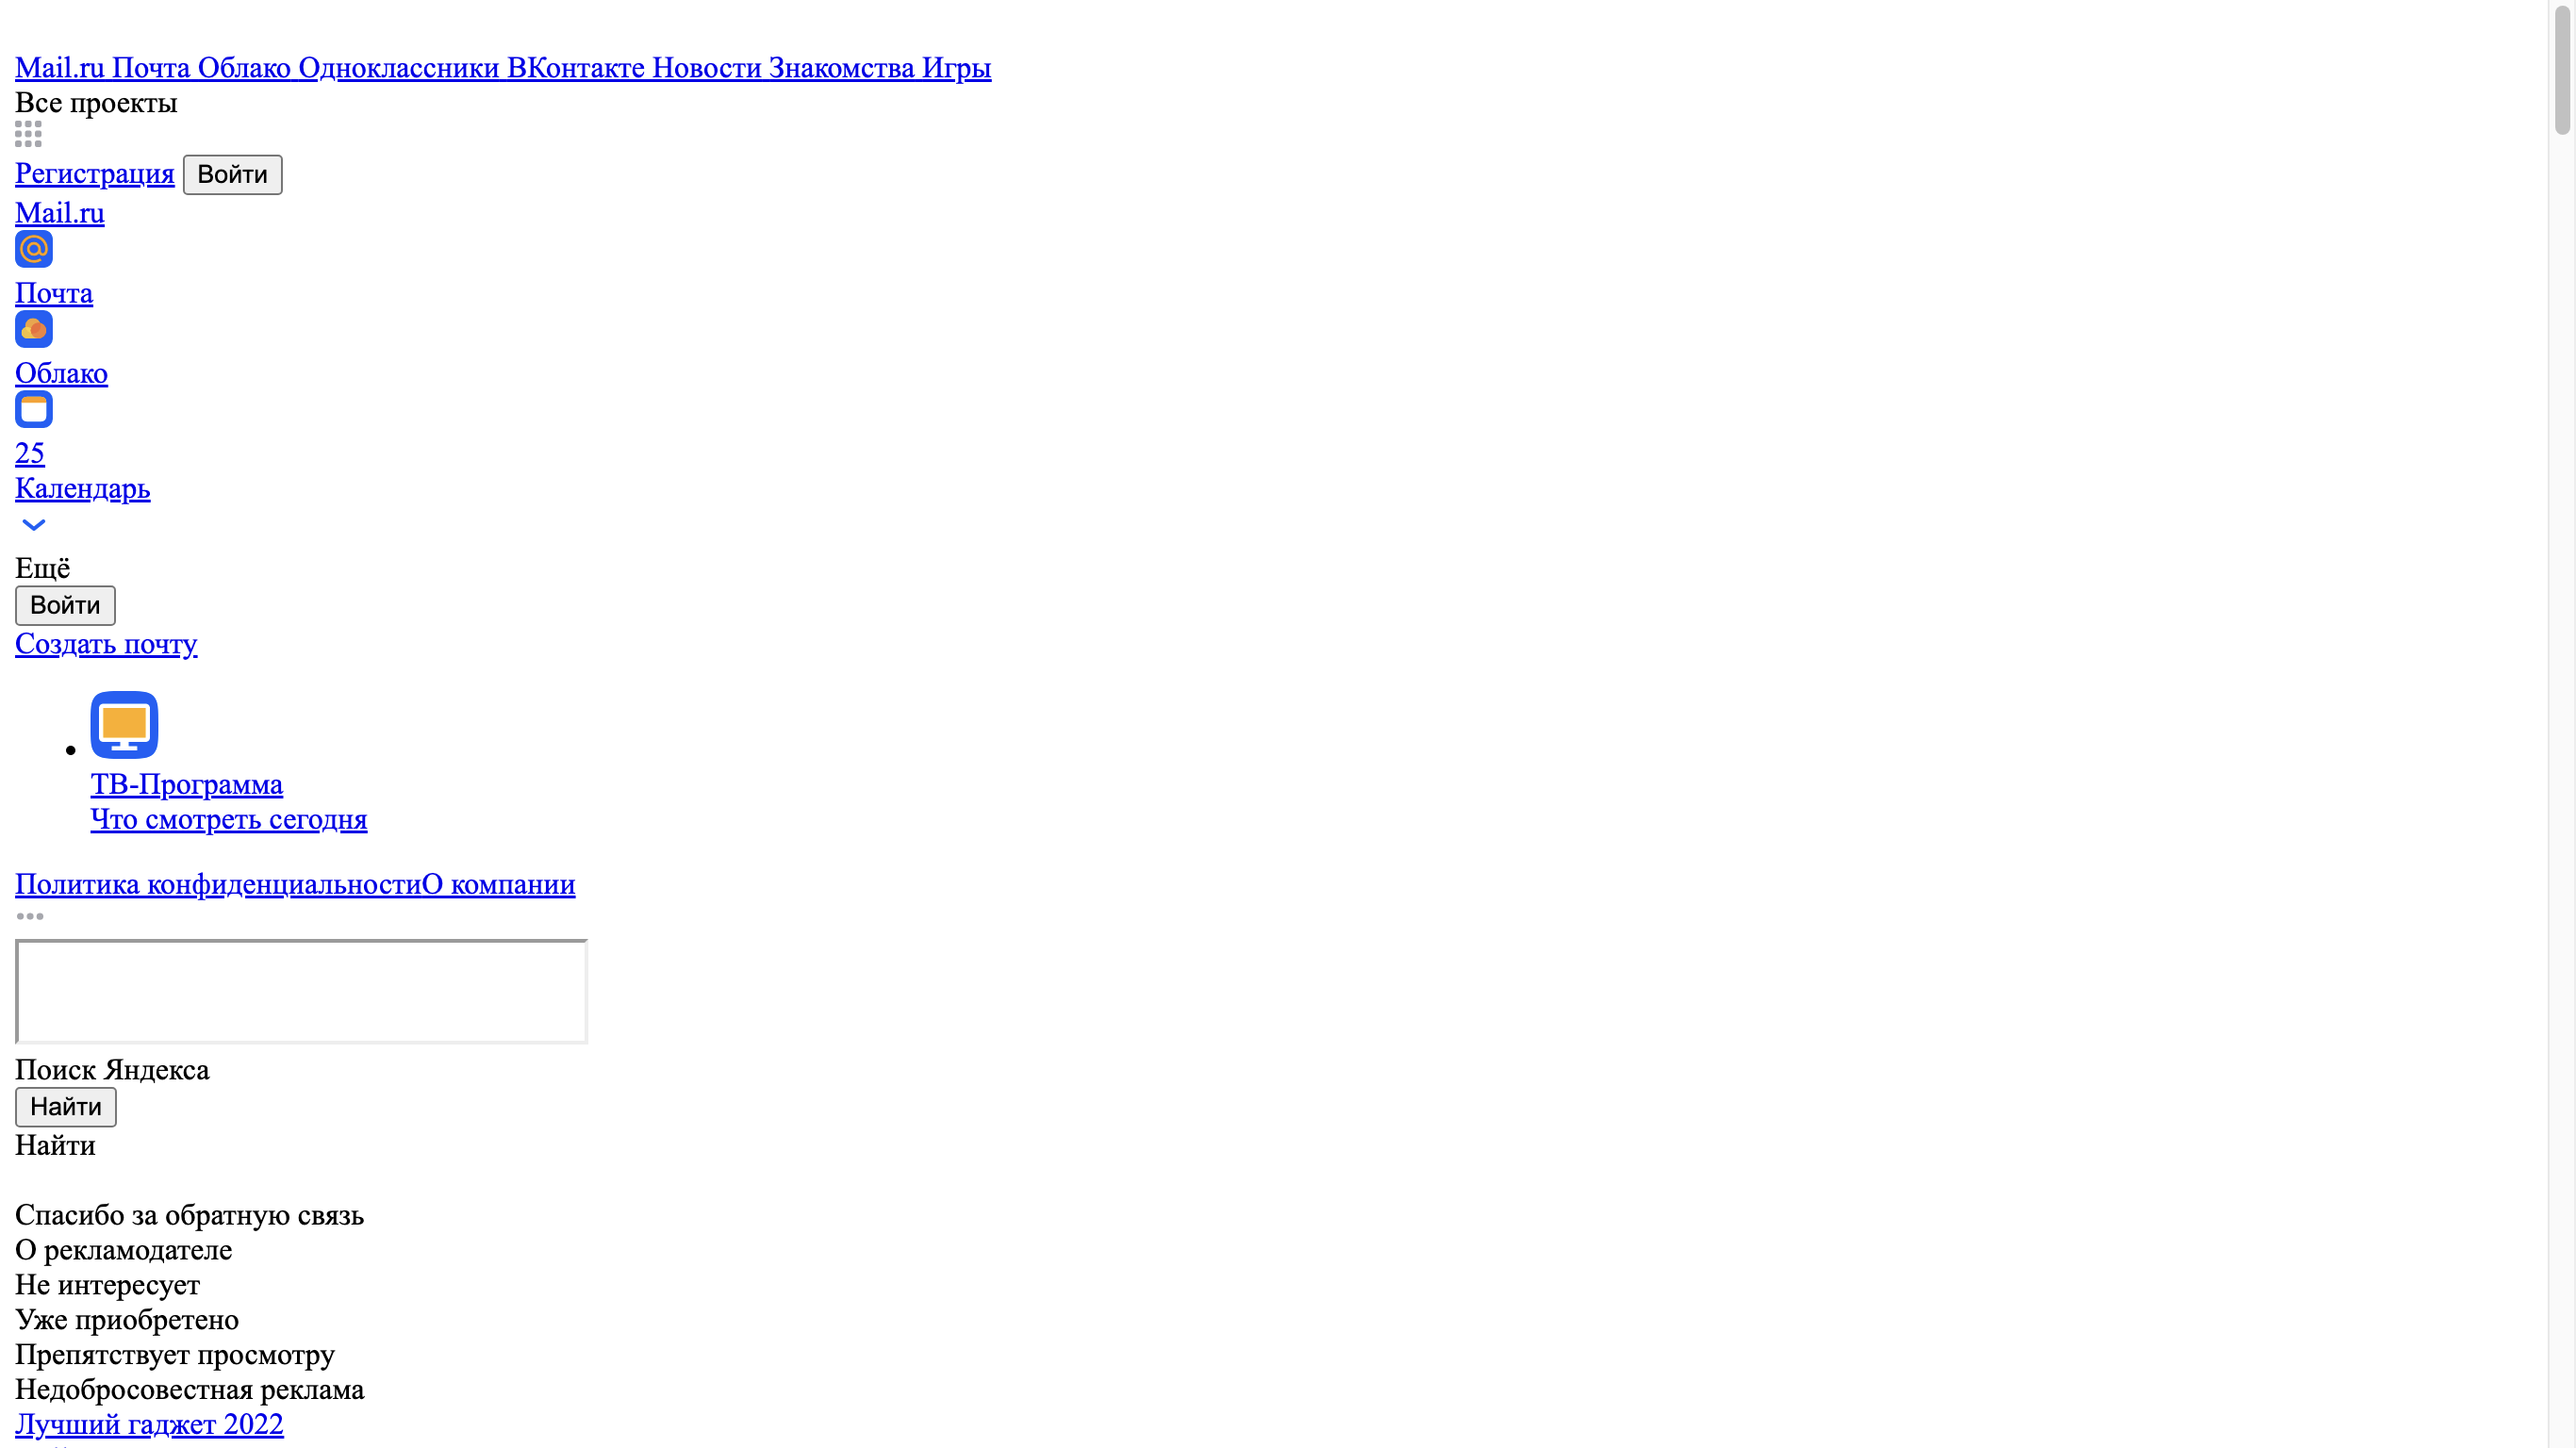 Mail.ru Почта Облако Одноклассники ВКонтакте Новости Знакомства Игры
Все проекты
Регистрация Войти
Mail.ru
Почта
Облако
25
Календарь
Ещё
Войти
Создать почту
ТВ-Программа
Что смотреть сегодня
Политика конфиденциальностиО компании
Поиск Яндекса
Найти
Найти
Спасибо за обратную связь
О рекламодателе
Не интересует
Уже приобретено
Препятствует просмотру
Недобросовестная реклама
Лучший гаджет 2022